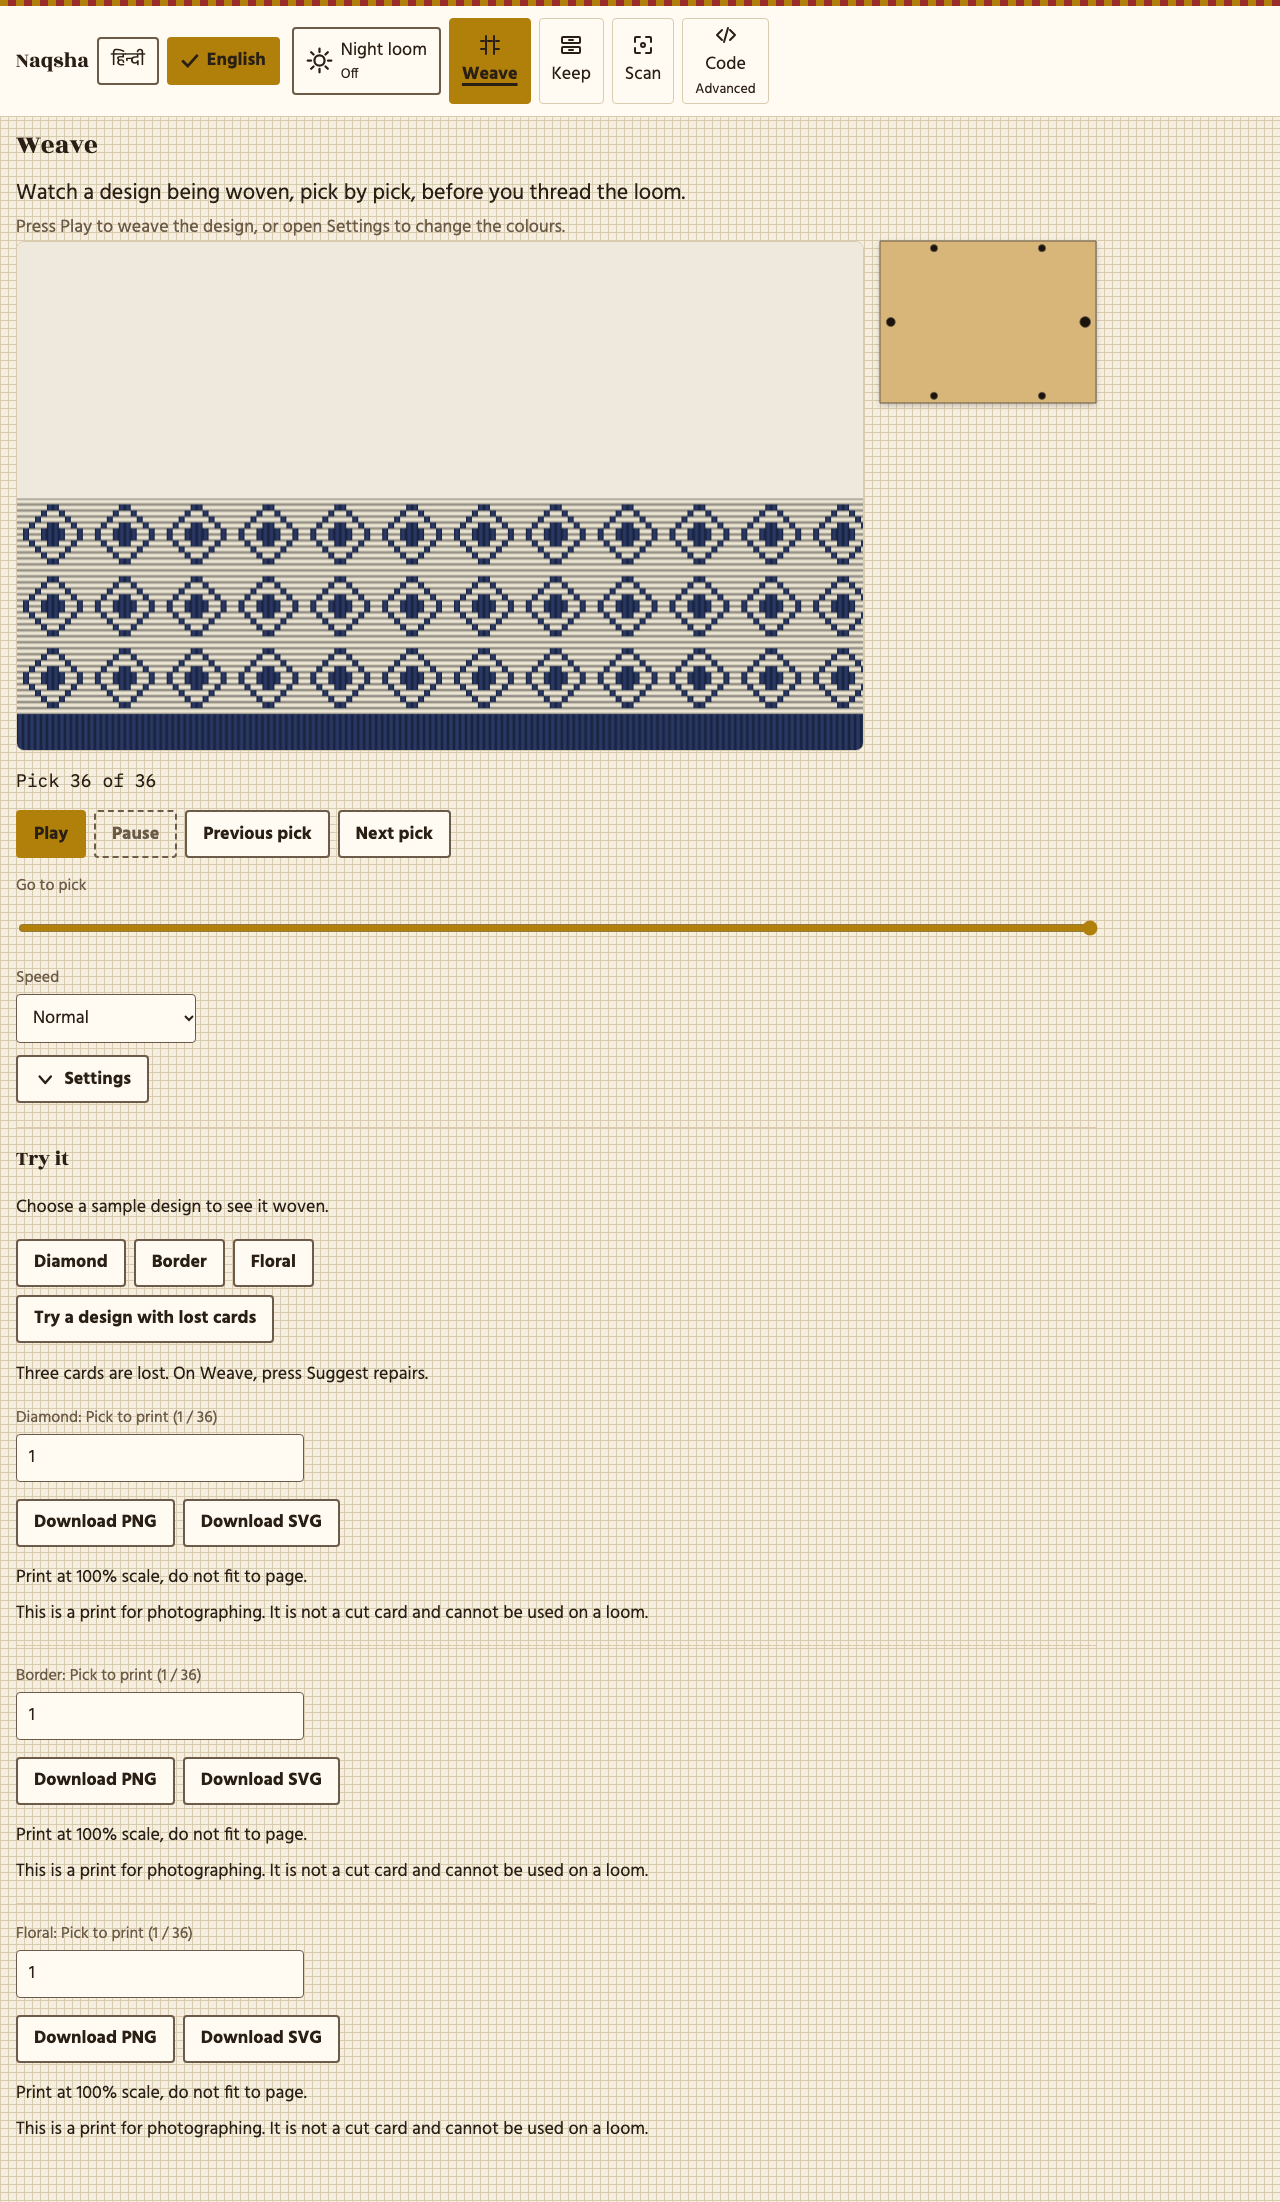 Naqsha
हिन्दी
English
Night loom
Off
Weave
Keep
Scan
Code
Advanced
Weave
Watch a design being woven, pick by pick, before you thread the loom.
Press Play to weave the design, or open Settings to change the colours.
Pick 36 of 36
Play
Pause
Previous pick
Next pick
Go to pick
Speed
Normal
Settings
Try it
Choose a sample design to see it woven.
Diamond
Border
Floral
Try a design with lost cards
Three cards are lost. On Weave, press Suggest repairs.
Diamond: Pick to print (1 / 36)
1
Download PNG
Download SVG
Print at 100% scale, do not fit to page.
This is a print for photographing. It is not a cut card and cannot be used on a loom.
Border: Pick to print (1 / 36)
1
Download PNG
Download SVG
Print at 100% scale, do not fit to page.
This is a print for photographing. It is not a cut card and cannot be used on a loom.
Floral: Pick to print (1 / 36)
1
Download PNG
Download SVG
Print at 100% scale, do not fit to page.
This is a print for photographing. It is not a cut card and cannot be used on a loom.